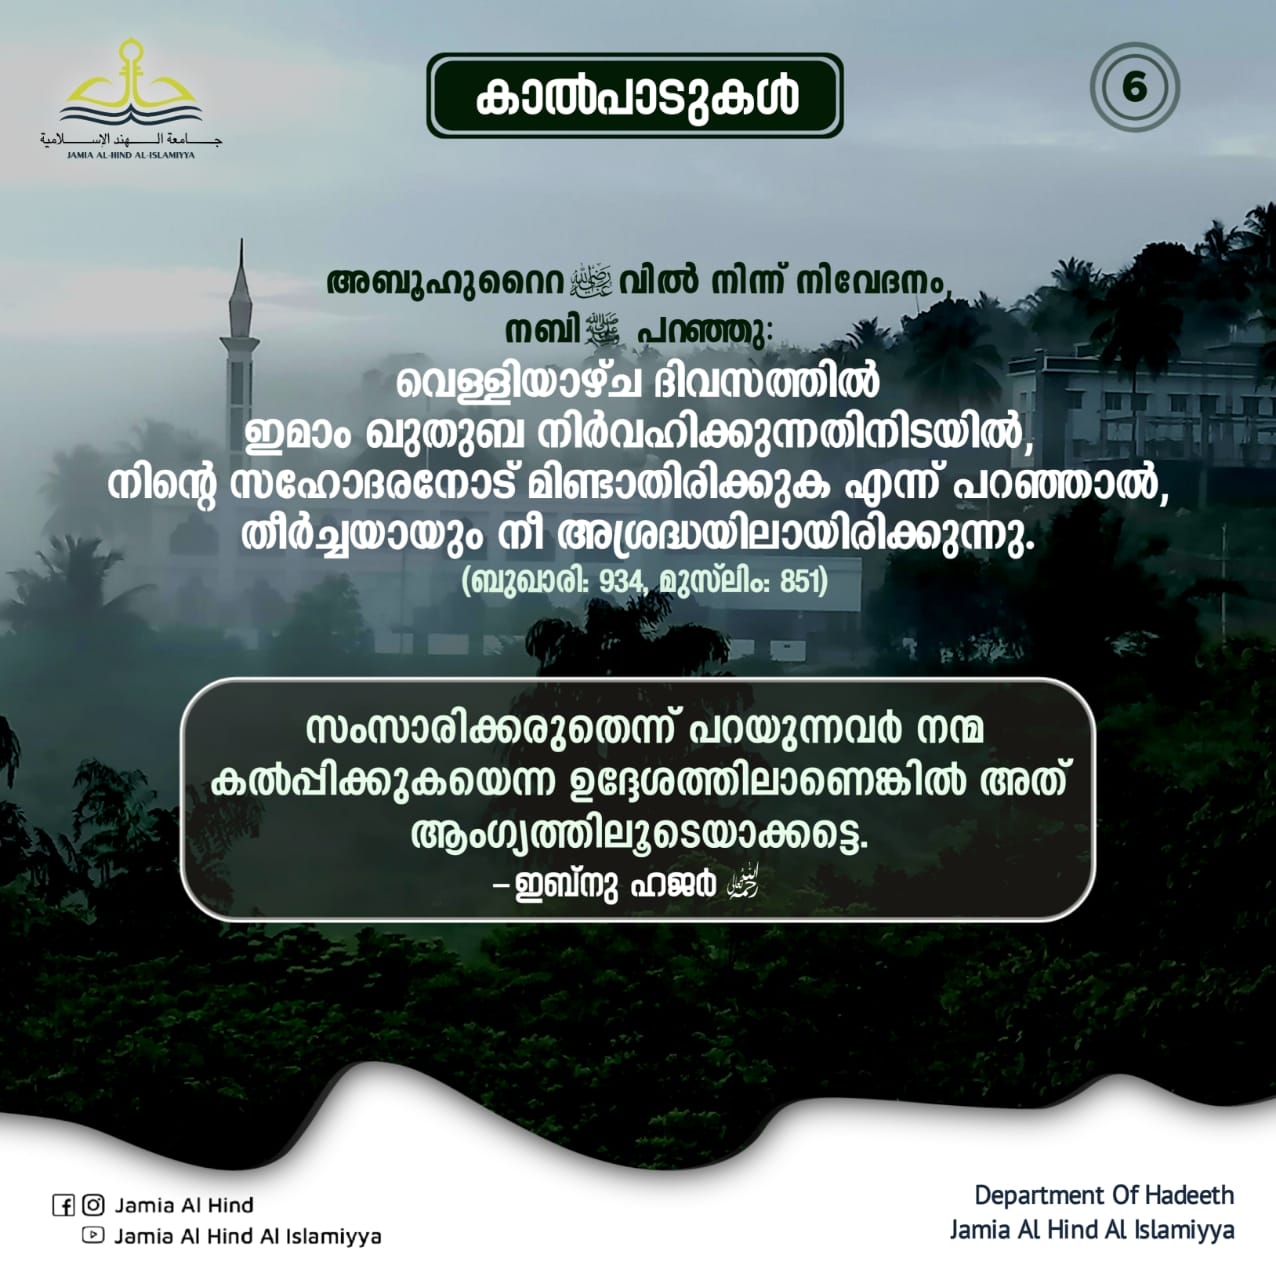 جامعة الهند الإسلامية
JAMIA AL-HIND AL-ISLAMIYYA
കാൽപാടുകൾ
6
അബൂഹുറൈറ ﵁ വിൽ നിന്ന് നിവേദനം,
നബി ﷺ പറഞ്ഞു:
വെള്ളിയാഴ്ച ദിവസത്തിൽ
ഇമാം ഖുതുബ നിർവഹിക്കുന്നതിനിടയിൽ,
നിന്റെ സഹോദരനോട് മിണ്ടാതിരിക്കുക എന്ന് പറഞ്ഞാൽ,
തീർച്ചയായും നീ അശ്രദ്ധയിലായിരിക്കുന്നു.
(ബുഖാരി: 934, മുസ്‌ലിം: 851)
സംസാരിക്കരുതെന്ന് പറയുന്നവർ നന്മ
കൽപ്പിക്കുകയെന്ന ഉദ്ദേശത്തിലാണെങ്കിൽ അത്
ആംഗ്യത്തിലൂടെയാക്കട്ടെ.
– ഇബ്നു ഹജർ رحمه الله
Jamia Al Hind
Jamia Al Hind Al Islamiyya
Department Of Hadeeth
Jamia Al Hind Al Islamiyya